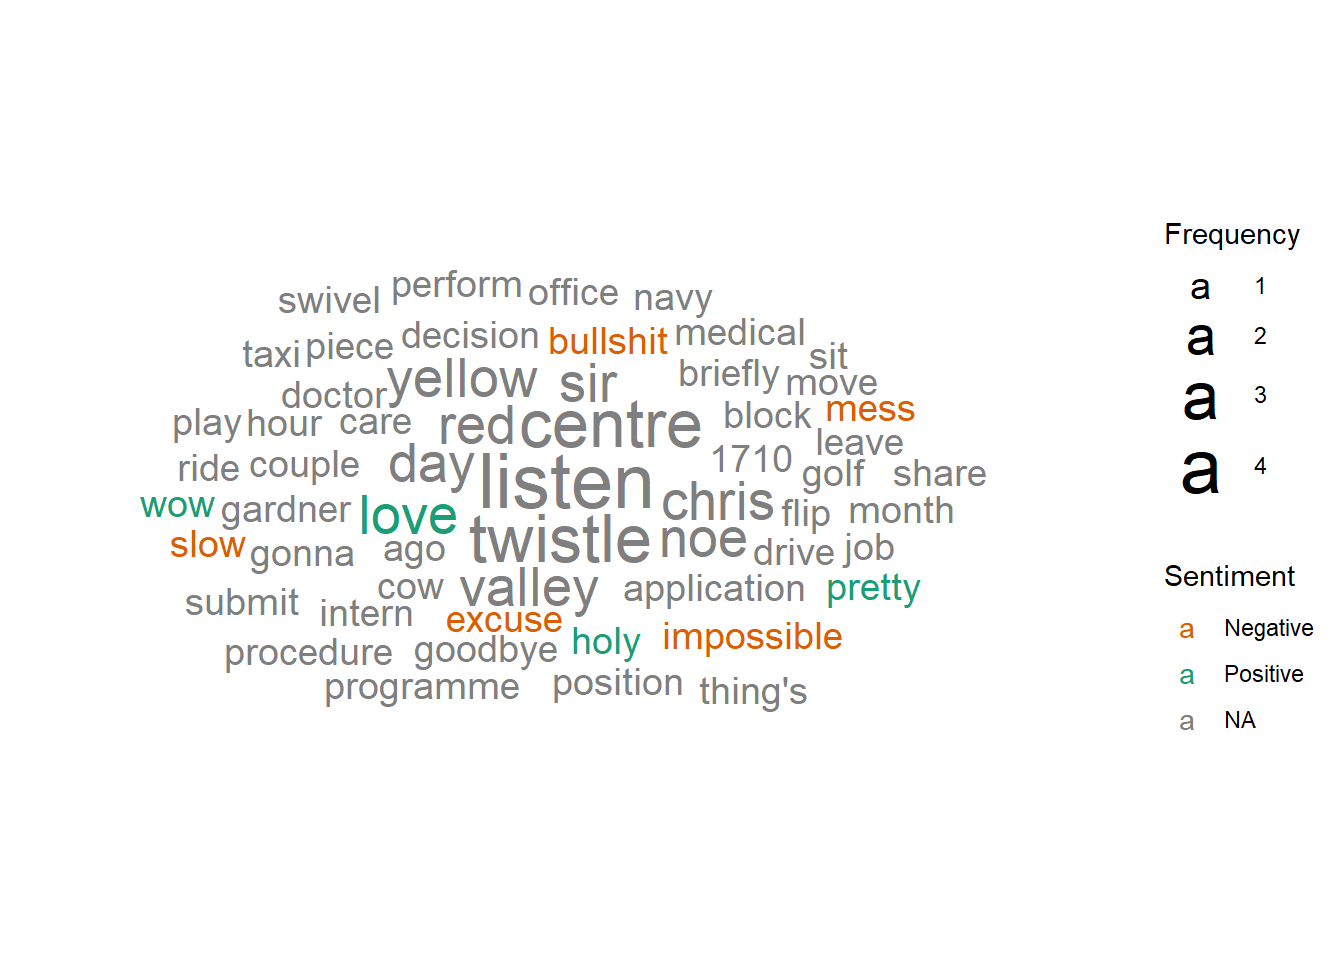 swivel perform office navy
taxi piece decision bullshit medical sit
doctor yellow sir briefly move
play hour care red centre block mess
ride couple day listen 1710 leave
golf share
wow gardner love chris flip month
slow gonna ago twistle noe drive job
submit intern cow valley application pretty
procedure goodbye excuse holy impossible
programme position thing's
Frequency
a 1
a 2
a 3
a 4
Sentiment
a Negative
a Positive
a NA